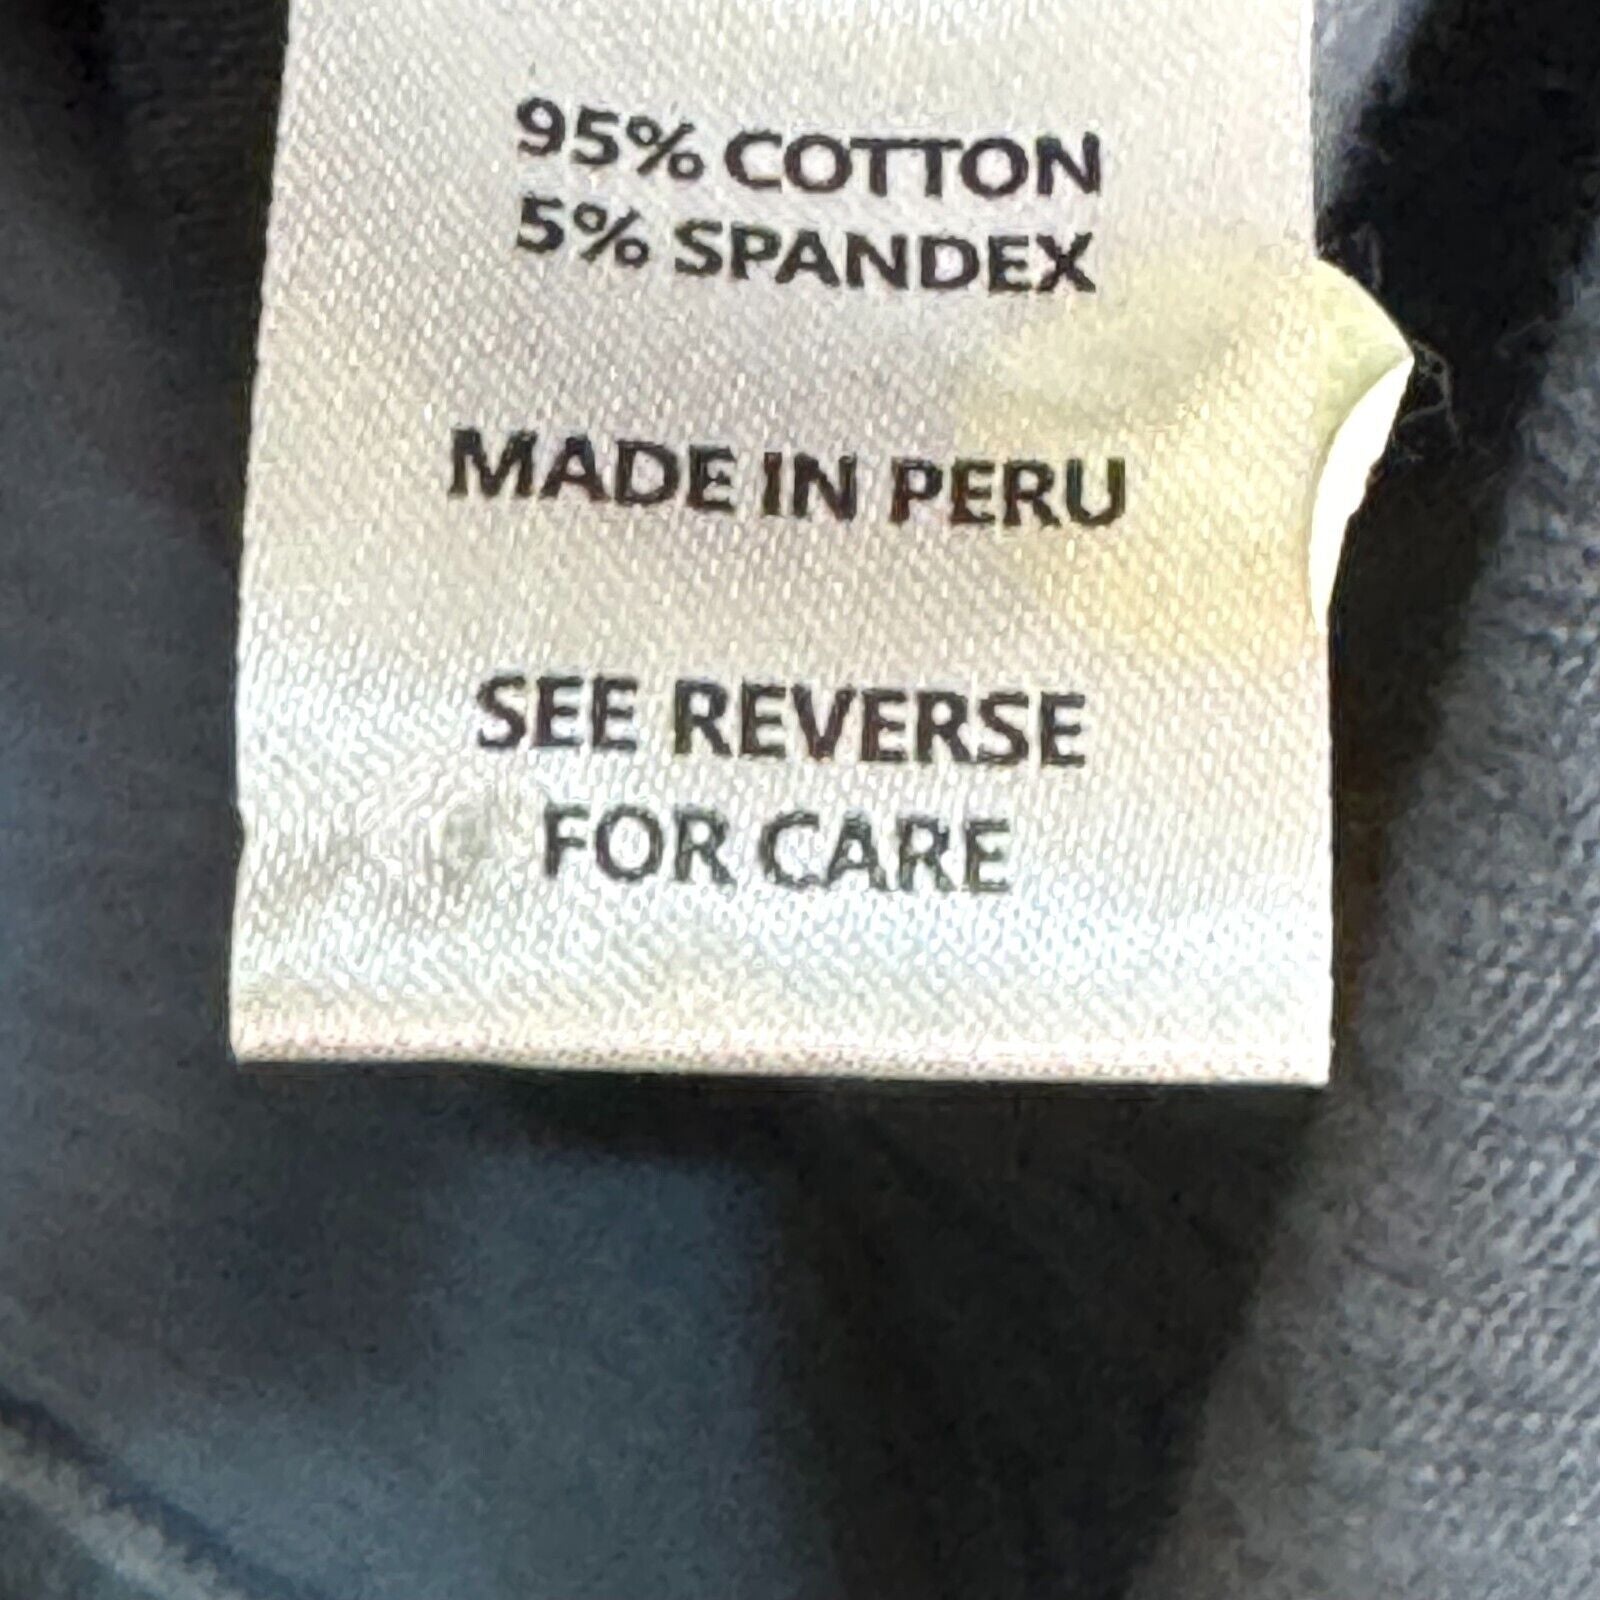 95% COTTON
5% SPANDEX
MADE IN PERU
SEE REVERSE
FOR CARE